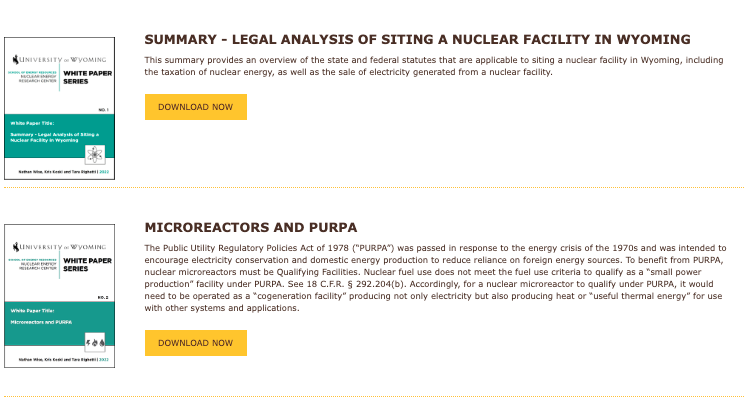 SUMMARY - LEGAL ANALYSIS OF SITING A NUCLEAR FACILITY IN WYOMING
This summary provides an overview of the state and federal statutes that are applicable to siting a nuclear facility in Wyoming, including
the taxation of nuclear energy, as well as the sale of electricity generated from a nuclear facility.
DOWNLOAD NOW
UNIVERSITY OF WYOMING
SCHOOL OF ENERGY RESOURCES
NUCLEAR ENERGY
RESEARCH CENTER
WHITE PAPER
SERIES
NO. 1
White Paper Title:
Summary - Legal Analysis of Siting a
Nuclear Facility in Wyoming
Nathan Wise, Kris Koski and Tara Righetti | 2022
MICROREACTORS AND PURPA
The Public Utility Regulatory Policies Act of 1978 (“PURPA”) was passed in response to the energy crisis of the 1970s and was intended to
encourage electricity conservation and domestic energy production to reduce reliance on foreign energy sources. To benefit from PURPA,
nuclear microreactors must be Qualifying Facilities. Nuclear fuel use does not meet the fuel use criteria to qualify as a “small power
production” facility under PURPA. See 18 C.F.R. § 292.204(b). Accordingly, for a nuclear microreactor to qualify under PURPA, it would
need to be operated as a “cogeneration facility” producing not only electricity but also producing heat or “useful thermal energy” for use
with other systems and applications.
DOWNLOAD NOW
UNIVERSITY OF WYOMING
SCHOOL OF ENERGY RESOURCES
NUCLEAR ENERGY
RESEARCH CENTER
WHITE PAPER
SERIES
NO. 2
White Paper Title:
Microreactors and PURPA
Nathan Wise, Kris Koski and Tara Righetti | 2022